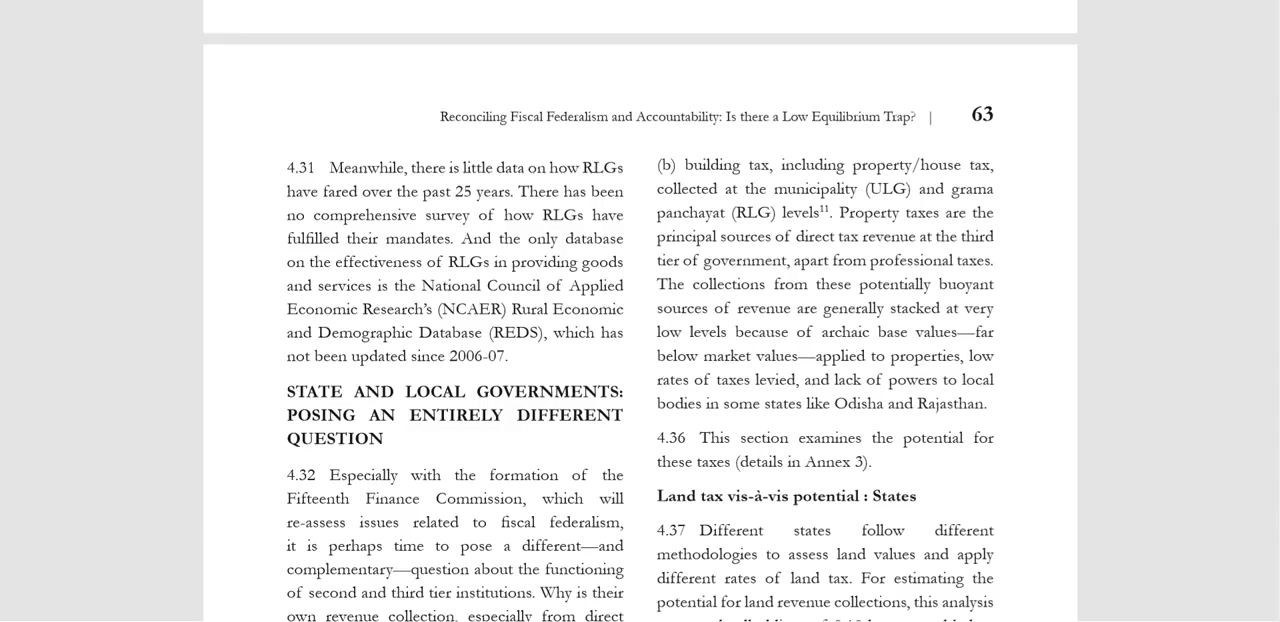 Reconciling Fiscal Federalism and Accountability: Is there a Low Equilibrium Trap? | 63
4.31 Meanwhile, there is little data on how RLGs
have fared over the past 25 years. There has been
no comprehensive survey of how RLGs have
fulfilled their mandates. And the only database
on the effectiveness of RLGs in providing goods
and services is the National Council of Applied
Economic Research’s (NCAER) Rural Economic
and Demographic Database (REDS), which has
not been updated since 2006-07.
STATE AND LOCAL GOVERNMENTS:
POSING AN ENTIRELY DIFFERENT
QUESTION
4.32 Especially with the formation of the
Fifteenth Finance Commission, which will
re-assess issues related to fiscal federalism,
it is perhaps time to pose a different—and
complementary—question about the functioning
of second and third tier institutions. Why is their
own revenue collection, especially from direct
(b) building tax, including property/house tax,
collected at the municipality (ULG) and grama
panchayat (RLG) levels¹¹. Property taxes are the
principal sources of direct tax revenue at the third
tier of government, apart from professional taxes.
The collections from these potentially buoyant
sources of revenue are generally stacked at very
low levels because of archaic base values—far
below market values—applied to properties, low
rates of taxes levied, and lack of powers to local
bodies in some states like Odisha and Rajasthan.
4.36 This section examines the potential for
these taxes (details in Annex 3).
Land tax vis-à-vis potential : States
4.37 Different states follow different
methodologies to assess land values and apply
different rates of land tax. For estimating the
potential for land revenue collections, this analysis